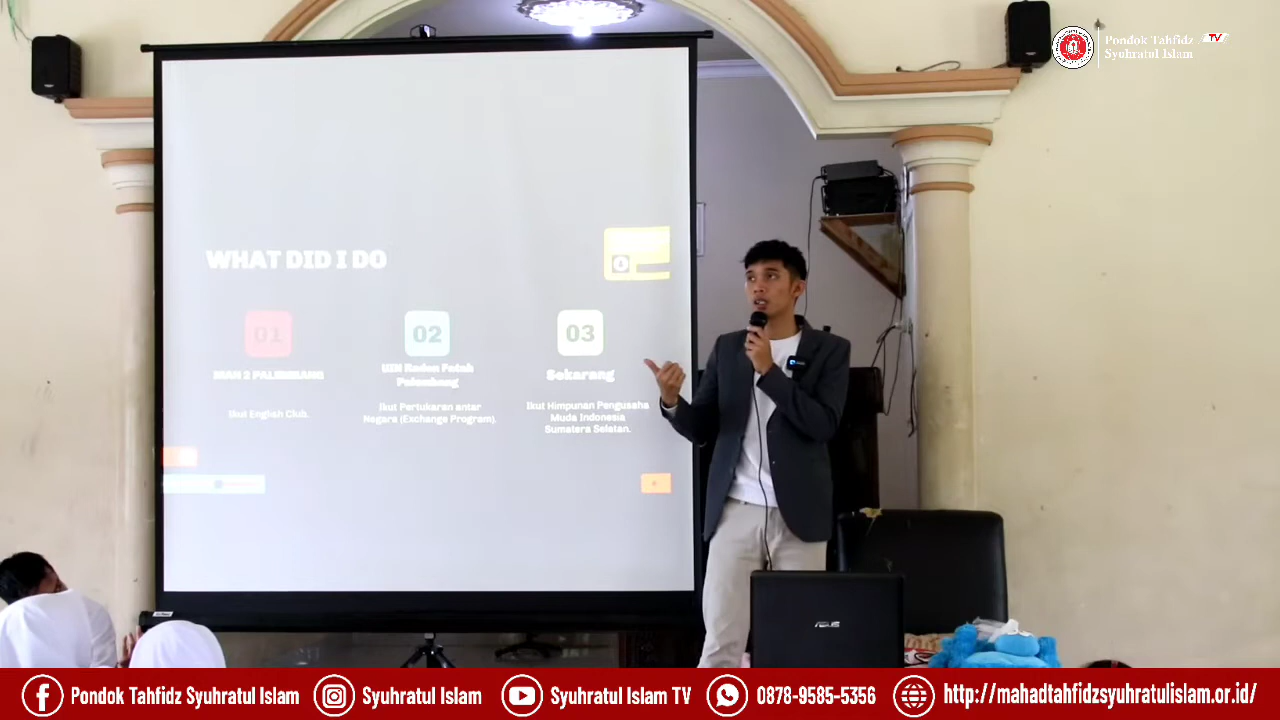 Pondok Tahfidz TV
Syuhratul Islam
WHAT DID I DO
01
02
03
MAN 2 PALEMBANG
UIN Raden Fatah
Palembang
Sekarang
Ikut English Club.
Ikut Pertukaran antar
Negara (Exchange Program).
Ikut Himpunan Pengusaha
Muda Indonesia
Sumatera Selatan.
ASUS
Pondok Tahfidz Syuhratul Islam
Syuhratul Islam
Syuhratul Islam TV
0878-9585-5356
http://mahadtahfidzsyuhratulislam.or.id/